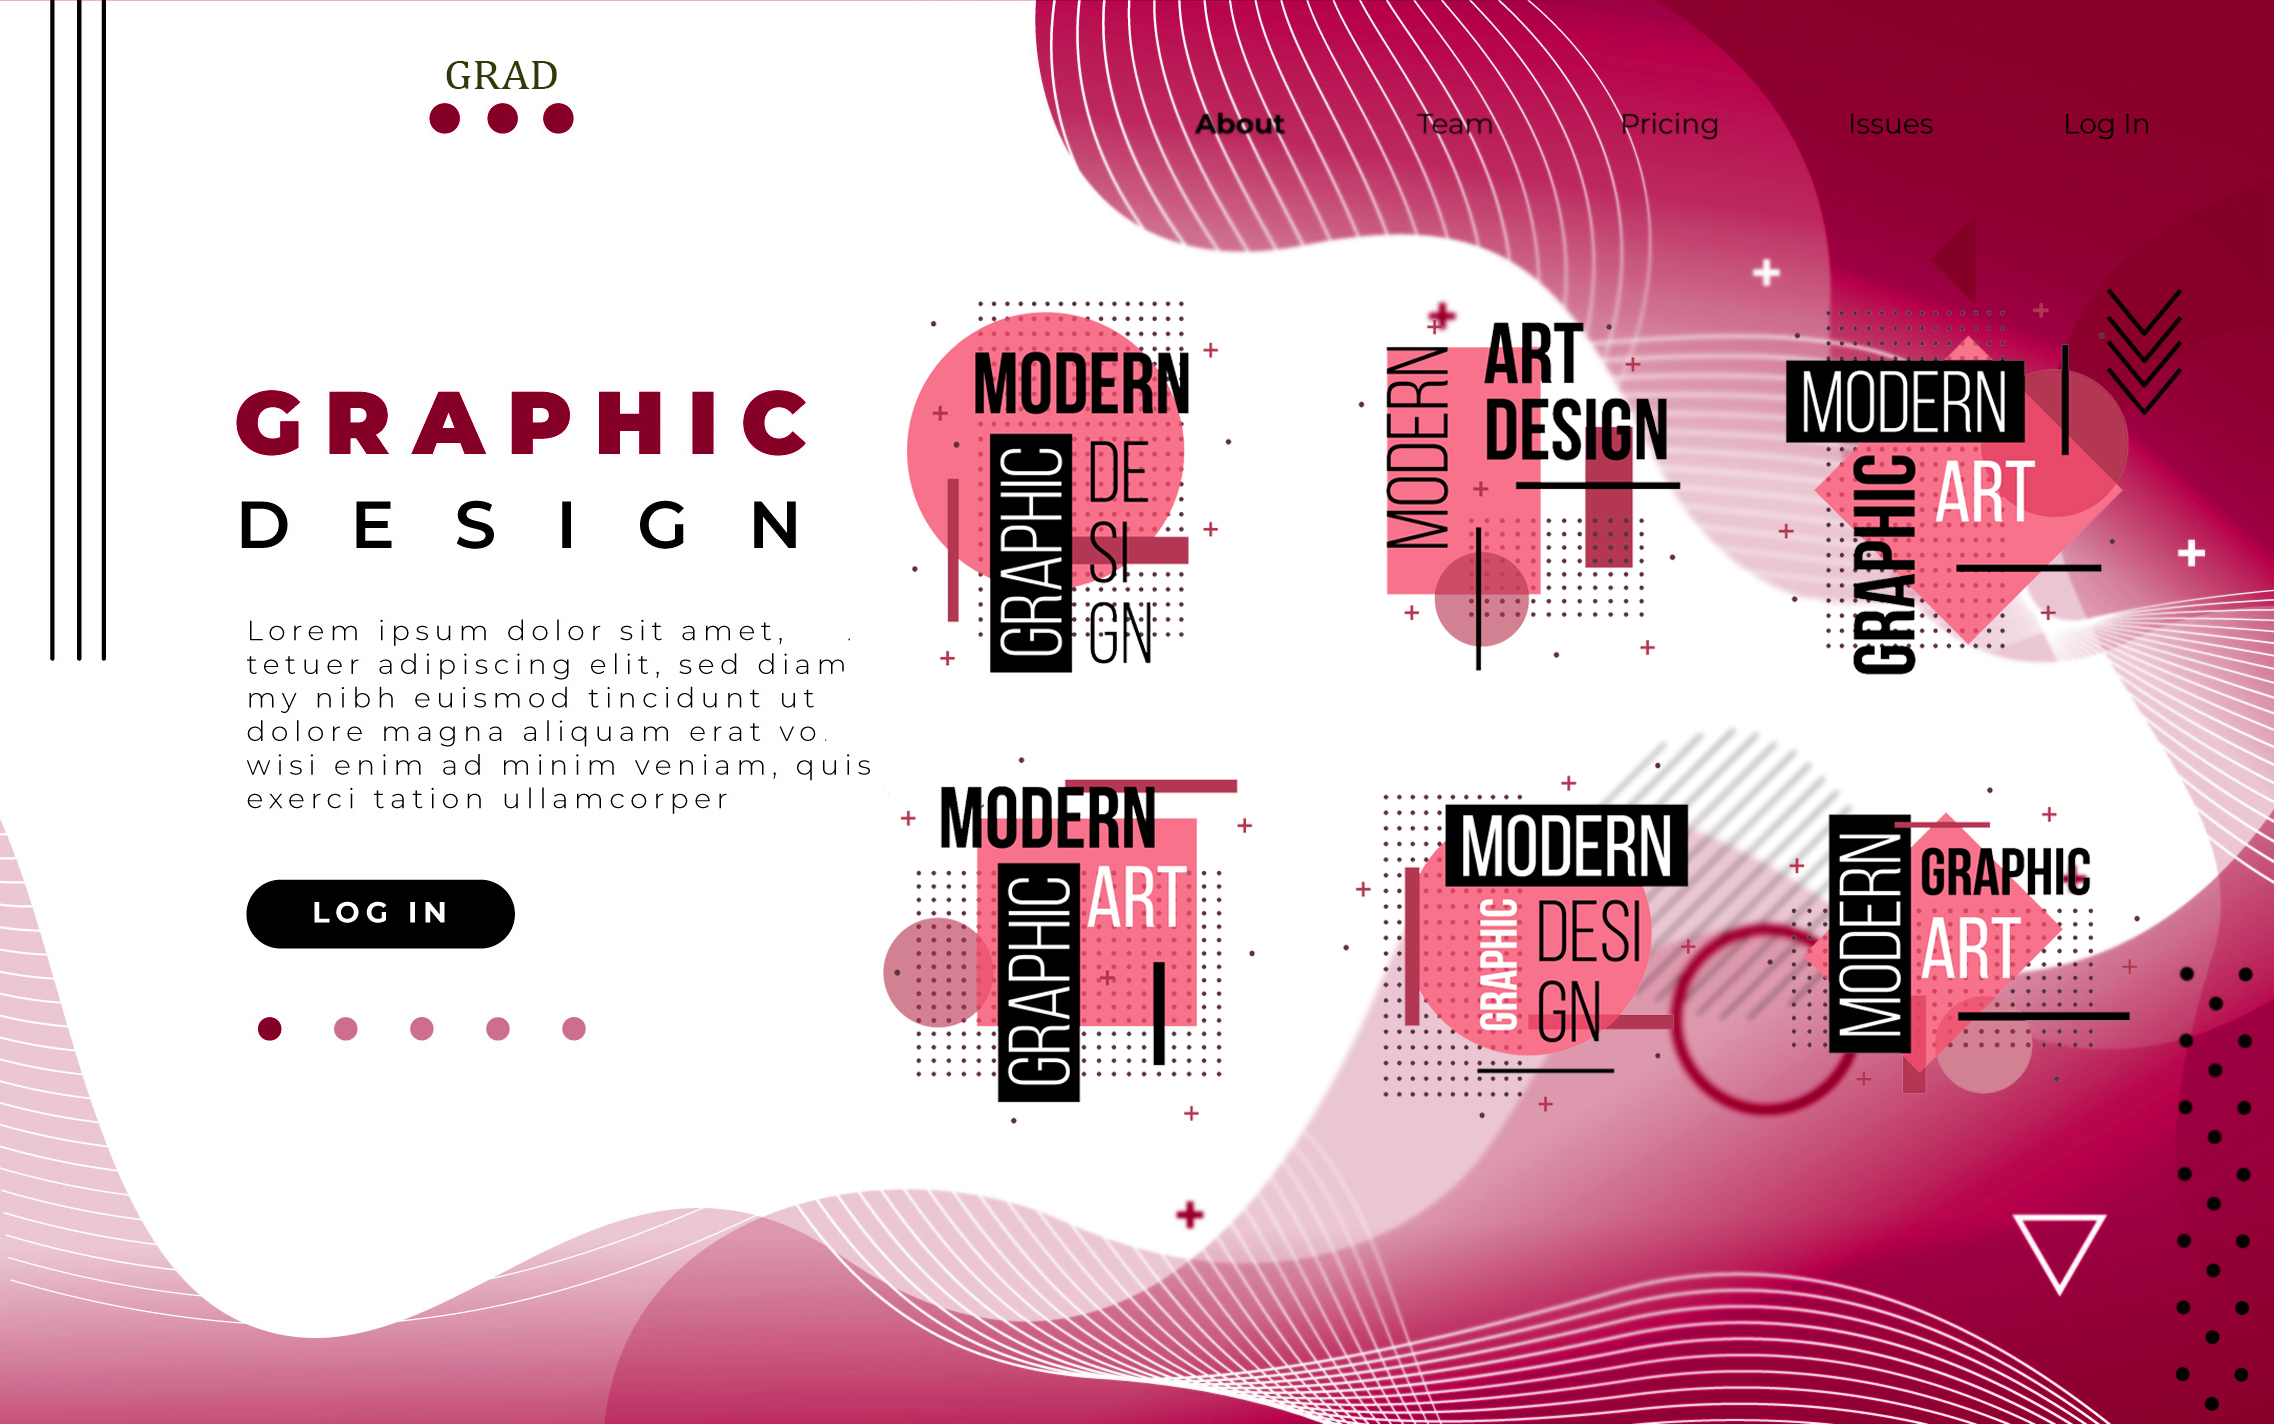 GRAD
About Team Pricing Issues Log In
GRAPHIC
DESIGN
Lorem ipsum dolor sit amet, .
tetuer adipiscing elit, sed diam
my nibh euismod tincidunt ut
dolore magna aliquam erat vo.
wisi enim ad minim veniam, quis
exerci tation ullamcorper
LOG IN
MODERN
GRAPHIC
DE
SI
GN
MODERN
ART
DESIGN
MODERN
GRAPHIC
ART
MODERN
GRAPHIC
ART
MODERN
GRAPHIC
DESI
GN
MODERN
GRAPHIC
ART